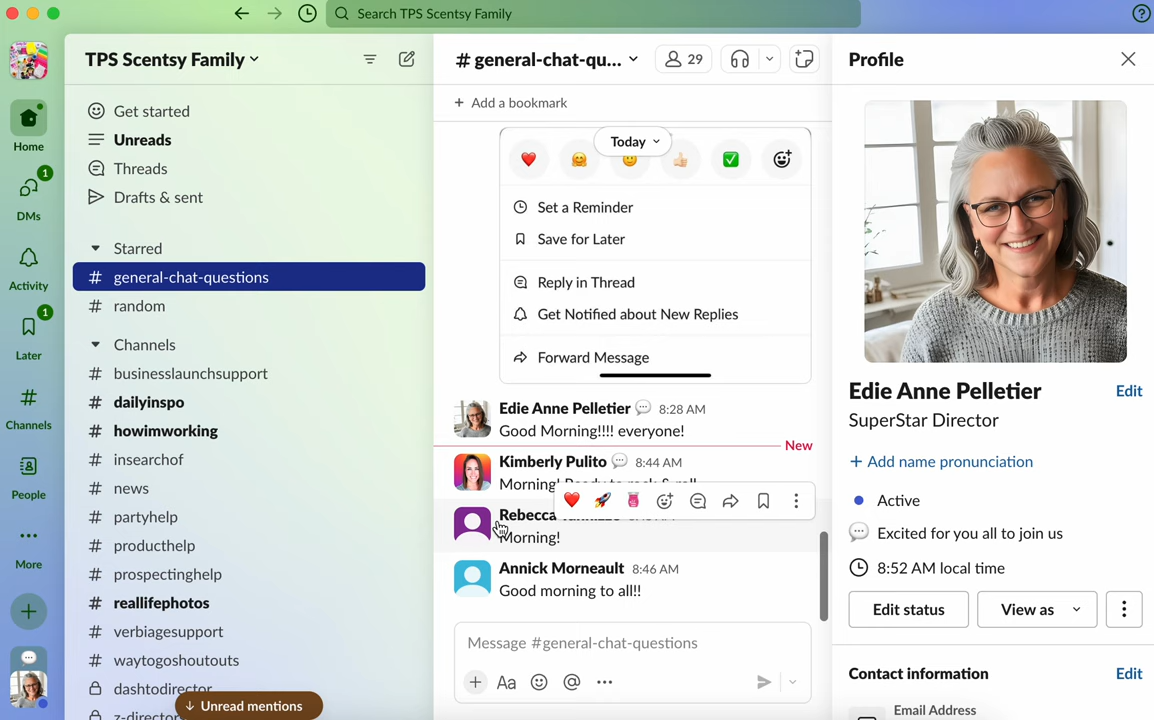 Search TPS Scentsy Family
TPS Scentsy Family
Home
DMs
1
Activity
Later
1
Channels
People
More
Get started
Unreads
Threads
Drafts & sent
Starred
# general-chat-questions
# random
Channels
# businesslaunchsupport
# dailyinspo
# howimworking
# insearchof
# news
# partyhelp
# producthelp
# prospectinghelp
# reallifephotos
# verbiagesupport
# waytogoshoutouts
dashtodirector
z-director
↓ Unread mentions
# general-chat-qu...
29
+ Add a bookmark
Today
Set a Reminder
Save for Later
Reply in Thread
Get Notified about New Replies
Forward Message
Edie Anne Pelletier 8:28 AM
Good Morning!!!! everyone!
New
Kimberly Pulito 8:44 AM
Morning!
Rebecca
Morning!
Annick Morneault 8:46 AM
Good morning to all!!
Message #general-chat-questions
+ Aa @ ...
Profile
Edie Anne Pelletier Edit
SuperStar Director
+ Add name pronunciation
Active
Excited for you all to join us
8:52 AM local time
Edit status View as
Contact information Edit
Email Address